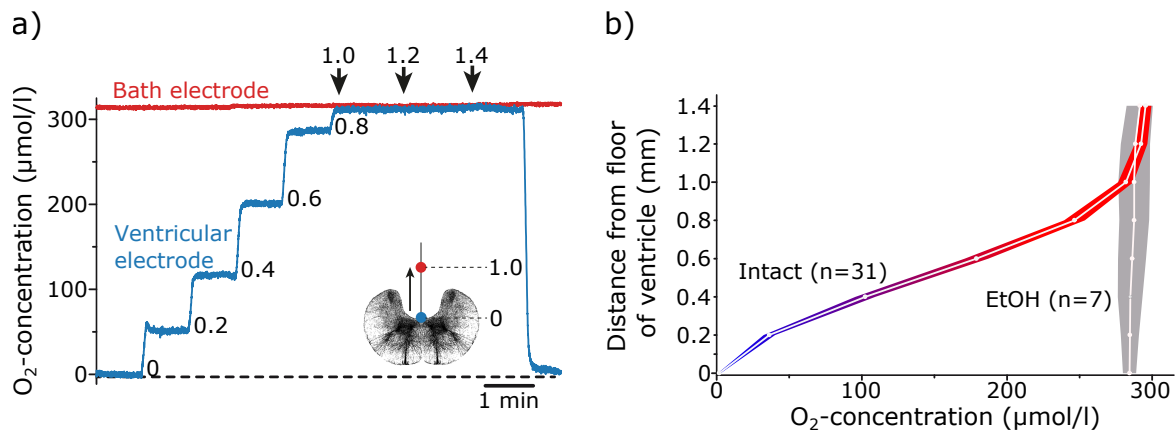 a)
O₂-concentration (µmol/l)
300
200
100
0
1.0
1.2
1.4
Bath electrode
0.8
0.6
Ventricular
electrode
0.4
0.2
0
1.0
0
1 min
b)
Distance from floor
of ventricle (mm)
1.4
1.2
1.0
0.8
0.6
0.4
0.2
0
Intact (n=31)
EtOH (n=7)
0
100
200
300
O₂-concentration (µmol/l)